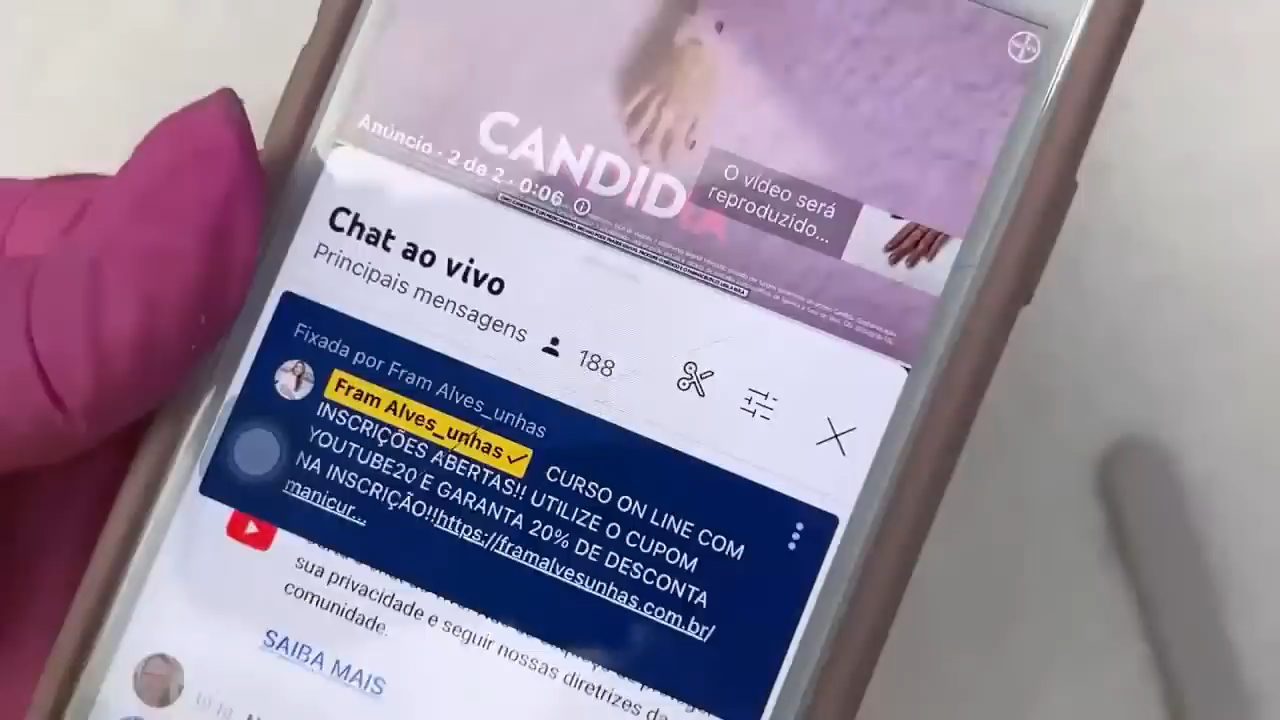 CANDID
Anúncio · 2 de 2 · 0:06
O vídeo será
reproduzido...
Chat ao vivo
Principais mensagens 188
Fixada por Fram Alves_unhas
Fram Alves_unhas CURSO ON LINE COM
INSCRIÇÕES ABERTAS!! UTILIZE O CUPOM
YOUTUBE20 E GARANTA 20% DE DESCONTA
NA INSCRIÇÃO!!https://framalvesunhas.com.br/
manicur...
sua privacidade e seguir nossas diretrizes da
comunidade.
SAIBA MAIS